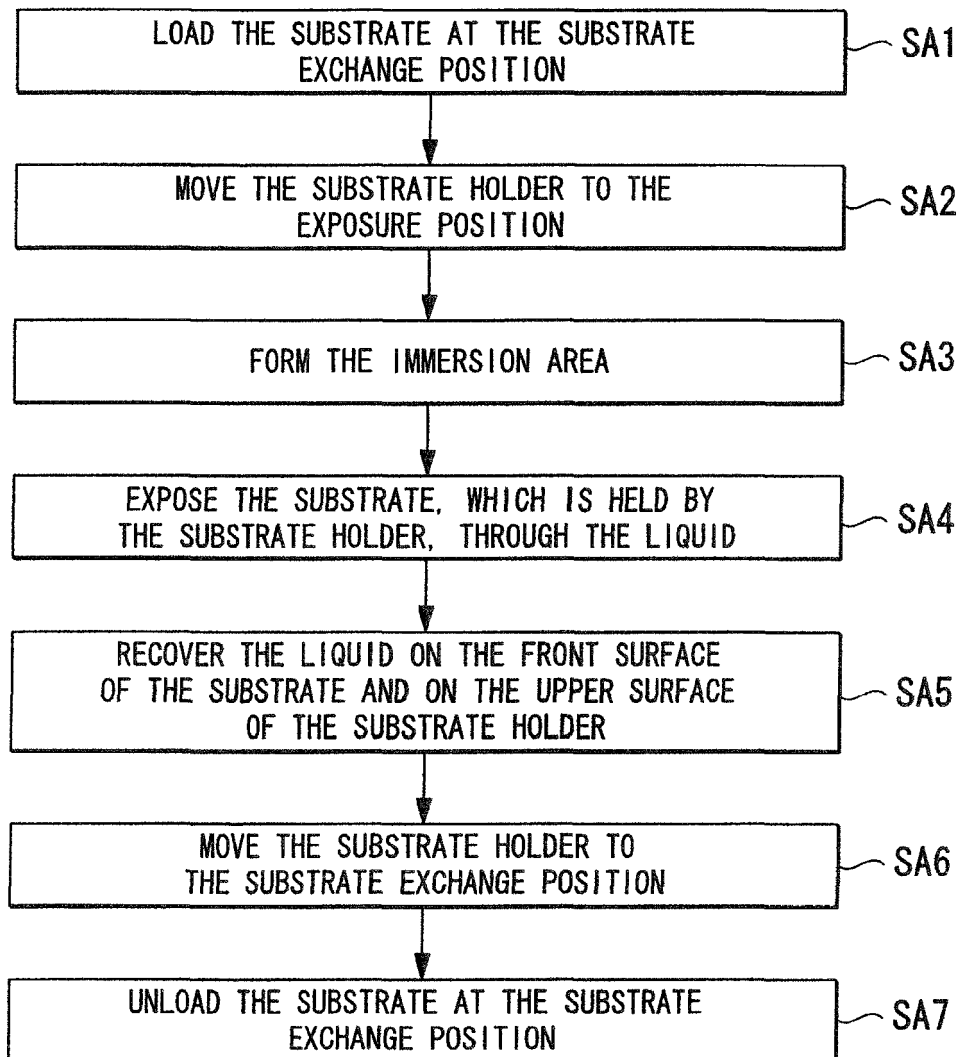 LOAD THE SUBSTRATE AT THE SUBSTRATE
EXCHANGE POSITION
SA1
MOVE THE SUBSTRATE HOLDER TO THE
EXPOSURE POSITION
SA2
FORM THE IMMERSION AREA
SA3
EXPOSE THE SUBSTRATE, WHICH IS HELD BY
THE SUBSTRATE HOLDER, THROUGH THE LIQUID
SA4
RECOVER THE LIQUID ON THE FRONT SURFACE
OF THE SUBSTRATE AND ON THE UPPER SURFACE
OF THE SUBSTRATE HOLDER
SA5
MOVE THE SUBSTRATE HOLDER TO
THE SUBSTRATE EXCHANGE POSITION
SA6
UNLOAD THE SUBSTRATE AT THE SUBSTRATE
EXCHANGE POSITION
SA7